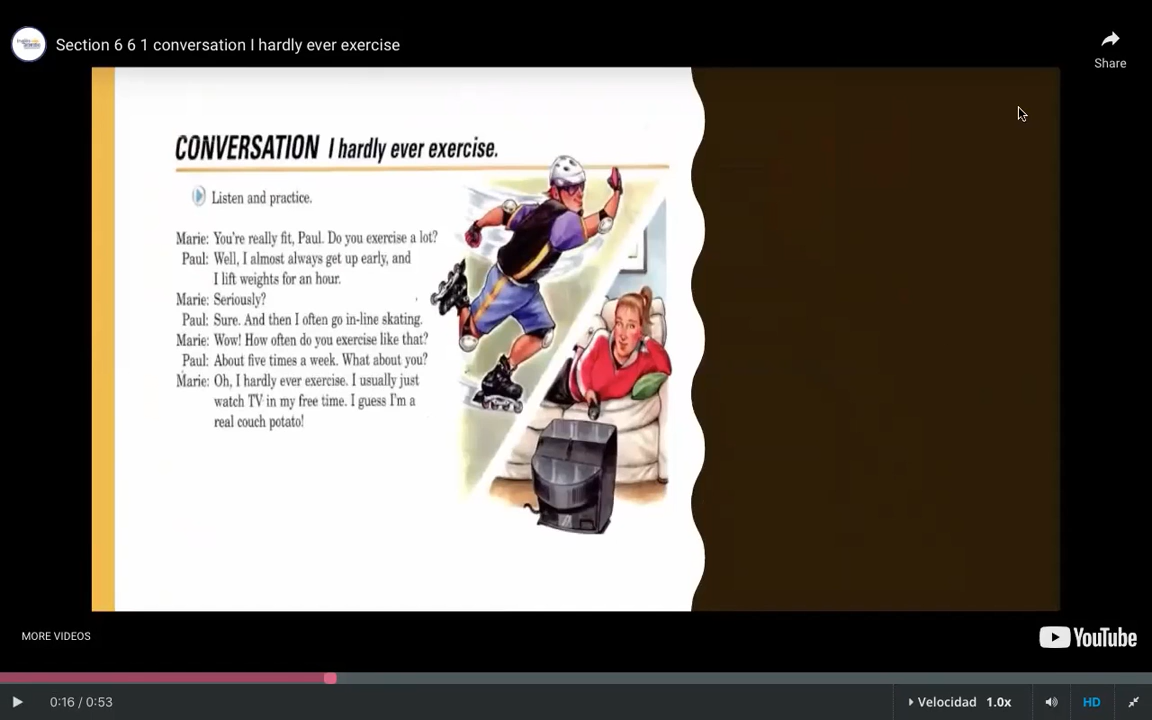 Section 6 6 1 conversation I hardly ever exercise
Share
CONVERSATION I hardly ever exercise.
Listen and practice.
Marie: You're really fit, Paul. Do you exercise a lot?
Paul: Well, I almost always get up early, and
I lift weights for an hour.
Marie: Seriously?
Paul: Sure. And then I often go in-line skating.
Marie: Wow! How often do you exercise like that?
Paul: About five times a week. What about you?
Marie: Oh, I hardly ever exercise. I usually just
watch TV in my free time. I guess I'm a
real couch potato!
MORE VIDEOS
YouTube
0:16 / 0:53
Velocidad 1.0x
HD